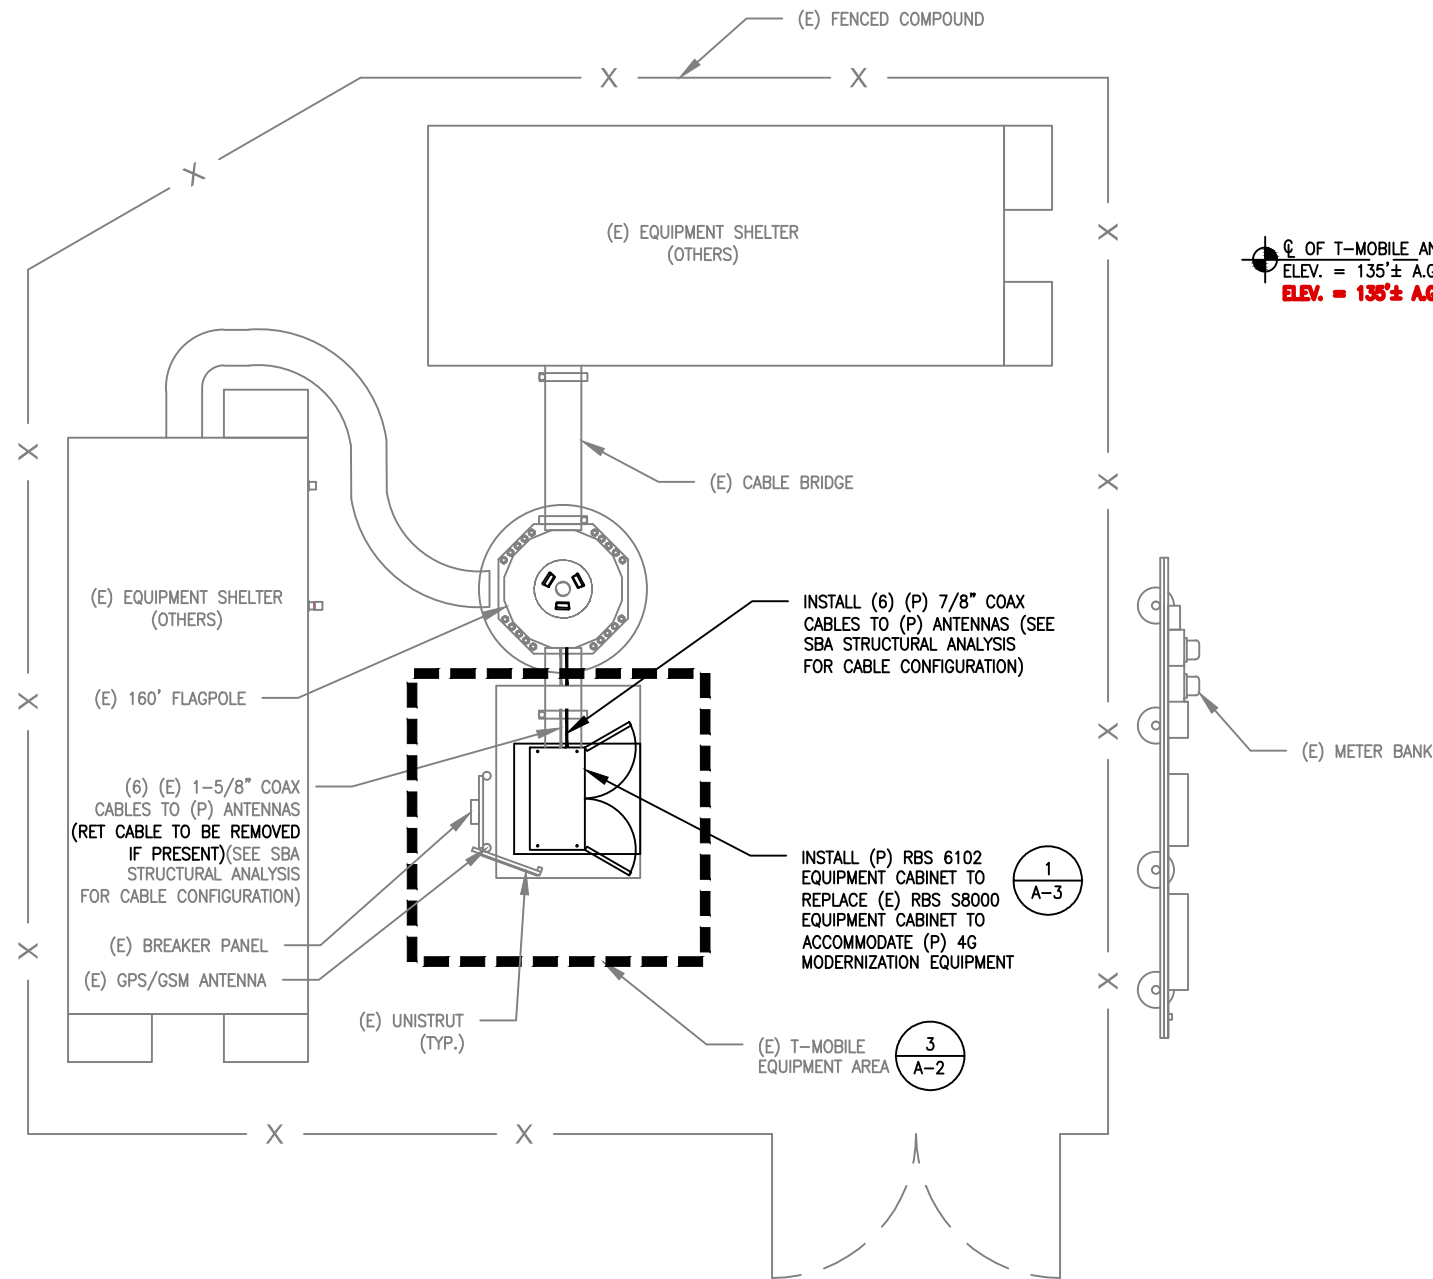 (E) FENCED COMPOUND
X X
X
(E) EQUIPMENT SHELTER
(OTHERS)
X
℄ OF T-MOBILE
ELEV. = 135'±
ELEV. = 135'±
X
(E) CABLE BRIDGE
X
(E) EQUIPMENT SHELTER
(OTHERS)
INSTALL (6) (P) 7/8" COAX
CABLES TO (P) ANTENNAS (SEE
SBA STRUCTURAL ANALYSIS
FOR CABLE CONFIGURATION)
(E) 160' FLAGPOLE
X
X
(E) METER BANK
(6) (E) 1-5/8" COAX
CABLES TO (P) ANTENNAS
(RET CABLE TO BE REMOVED
IF PRESENT)(SEE SBA
STRUCTURAL ANALYSIS
FOR CABLE CONFIGURATION)
INSTALL (P) RBS 6102
EQUIPMENT CABINET TO
REPLACE (E) RBS S8000
EQUIPMENT CABINET TO
ACCOMMODATE (P) 4G
MODERNIZATION EQUIPMENT
1
A-3
X
(E) BREAKER PANEL
(E) GPS/GSM ANTENNA
X
(E) UNISTRUT
(TYP.)
(E) T-MOBILE
EQUIPMENT AREA
3
A-2
X X